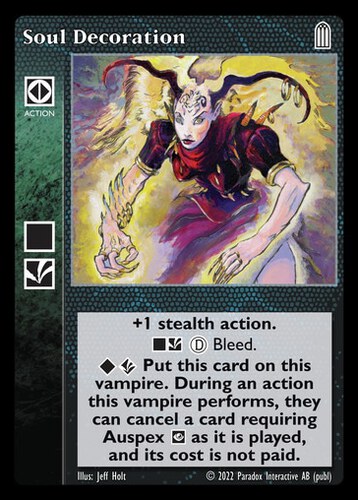 Soul Decoration
ACTION
+1 stealth action.
Ⓓ Bleed.
Put this card on this
vampire. During an action
this vampire performs, they
can cancel a card requiring
Auspex as it is played,
and its cost is not paid.
Illus: Jeff Holt © 2022 Paradox Interactive AB (publ)